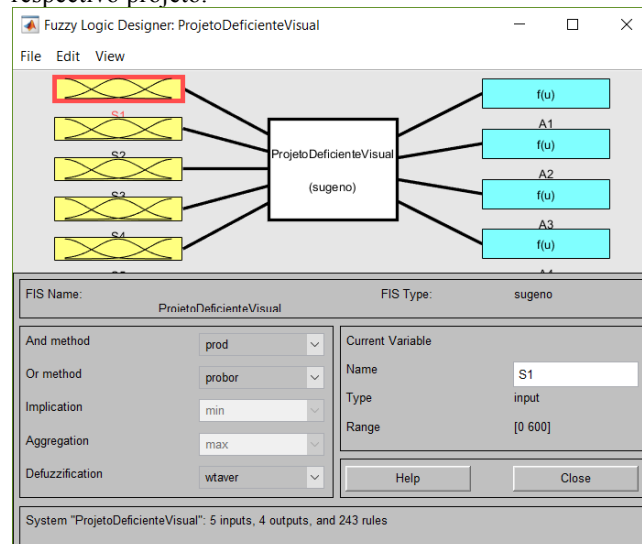 respectivo projeto.
Fuzzy Logic Designer: ProjetoDeficienteVisual
File Edit View
S1
S2
S3
S4
ProjetoDeficienteVisual
(sugeno)
f(u)
A1
f(u)
A2
f(u)
A3
f(u)
FIS Name:
ProjetoDeficienteVisual
FIS Type:
sugeno
And method
prod
Or method
probor
Implication
min
Aggregation
max
Defuzzification
wtaver
Current Variable
Name
S1
Type
input
Range
[0 600]
Help
Close
System "ProjetoDeficienteVisual": 5 inputs, 4 outputs, and 243 rules